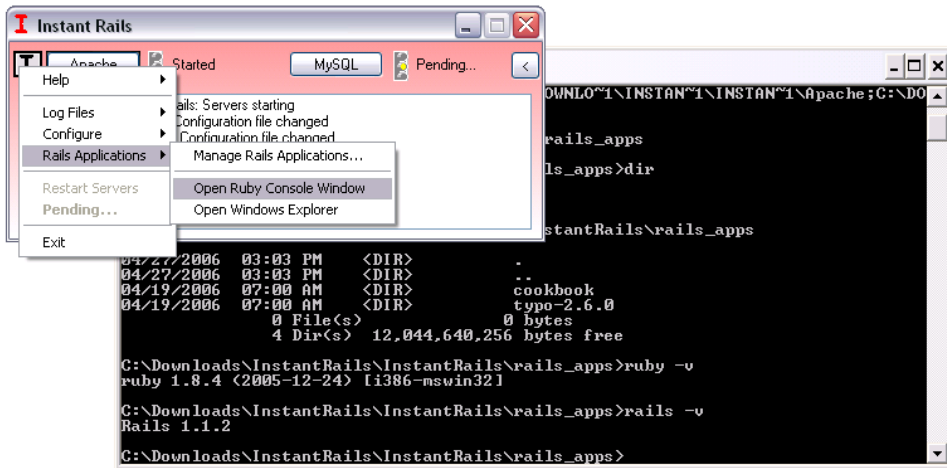 Instant Rails
Apache Started MySQL Pending... <
Help
Log Files
Configure
Rails Applications
Restart Servers
Pending...
Exit
ails: Servers starting
Configuration file changed
Configuration file changed
Manage Rails Applications...
Open Ruby Console Window
Open Windows Explorer
OWNLO~1\INSTAN~1\INSTAN~1\Apache;C:\DO
rails_apps
ls_apps>dir
stantRails\rails_apps
04/27/2006  03:03 PM    <DIR>          .
04/27/2006  03:03 PM    <DIR>          ..
04/19/2006  07:00 AM    <DIR>          cookbook
04/19/2006  07:00 AM    <DIR>          typo-2.6.0
0 File(s)              0 bytes
4 Dir(s)  12,044,640,256 bytes free
C:\Downloads\InstantRails\InstantRails\rails_apps>ruby -v
ruby 1.8.4 (2005-12-24) [i386-mswin32]
C:\Downloads\InstantRails\InstantRails\rails_apps>rails -v
Rails 1.1.2
C:\Downloads\InstantRails\InstantRails\rails_apps>